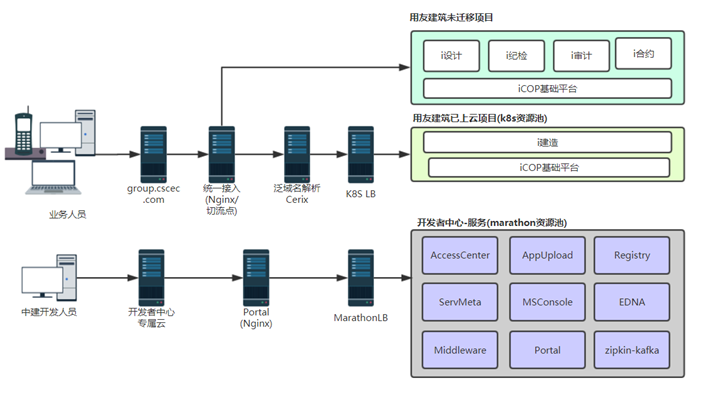 用友建筑未迁移项目
i设计
i纪检
i审计
i合约
iCOP基础平台
用友建筑已上云项目(k8s资源池)
i建造
iCOP基础平台
业务人员
group.cscec
.com
统一接入
(Nginx/
切流点)
泛域名解析
Cerix
K8S LB
开发者中心-服务(marathon资源池)
AccessCenter
AppUpload
Registry
ServMeta
MSConsole
EDNA
Middleware
Portal
zipkin-kafka
中建开发人员
开发者中心
专属云
Portal
(Nginx)
MarathonLB